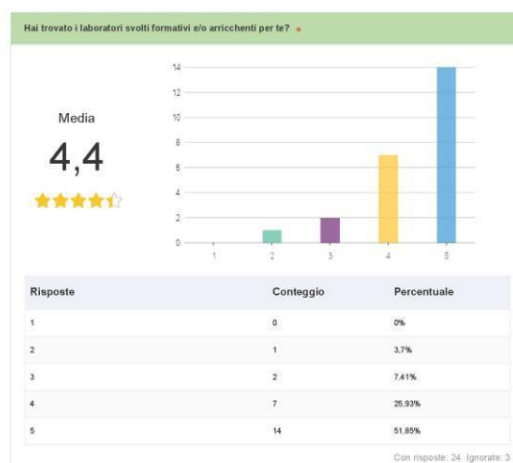 Hai trovato i laboratori svolti formativi e/o arricchenti per te? *
Media
4,4
14
12
10
8
6
4
2
0
1 2 3 4 5
Risposte Conteggio Percentuale
1 0 0%
2 1 3,7%
3 2 7,41%
4 7 25,93%
5 14 51,85%
Con risposte: 24 Ignorate: 3